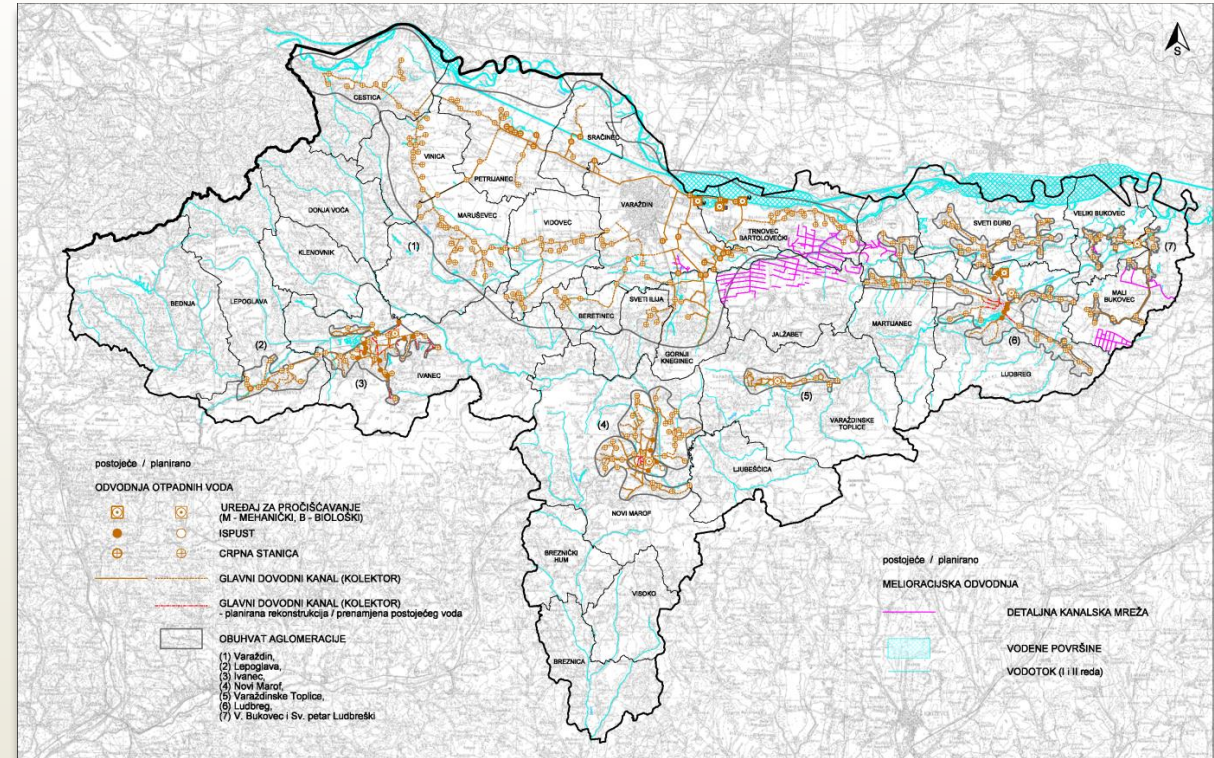 S
CESTICA
SRAČINEC
VINICA
PETRIJANEC
DONJA VOĆA
MARUŠEVEC
VIDOVEC
VARAŽDIN
TRNOVEC
BARTOLOVEČKI
SVETI ĐURĐ
VELIKI BUKOVEC
(7)
(1)
KLENOVNIK
BEDNJA
LEPOGLAVA
BERETINEC
SVETI ILIJA
MALI
BUKOVEC
MARTIJANEC
(6)
JALŽABET
GORNJI
KNEGINEC
LUDBREG
(2)
(3)
IVANEC
(5)
(4)
VARAŽDINSKE
TOPLICE
LJUBEŠĆICA
NOVI MAROF
BREZNIČKI
HUM
VISOKO
BREZNICA
postojeće / planirano
ODVODNJA OTPADNIH VODA
UREĐAJ ZA PROČIŠĆAVANJE
(M - MEHANIČKI, B - BIOLOŠKI)
ISPUST
CRPNA STANICA
GLAVNI DOVODNI KANAL (KOLEKTOR)
GLAVNI DOVODNI KANAL (KOLEKTOR)
- planirana rekonstrukcija / prenamjena postojećeg voda
OBUHVAT AGLOMERACIJE
(1) Varaždin,
(2) Lepoglava,
(3) Ivanec,
(4) Novi Marof,
(5) Varaždinske Toplice,
(6) Ludbreg,
(7) V. Bukovec i Sv. petar Ludbreški
postojeće / planirano
MELIORACIJSKA ODVODNJA
DETALJNA KANALSKA MREŽA
VODENE POVRŠINE
VODOTOK (I i II reda)